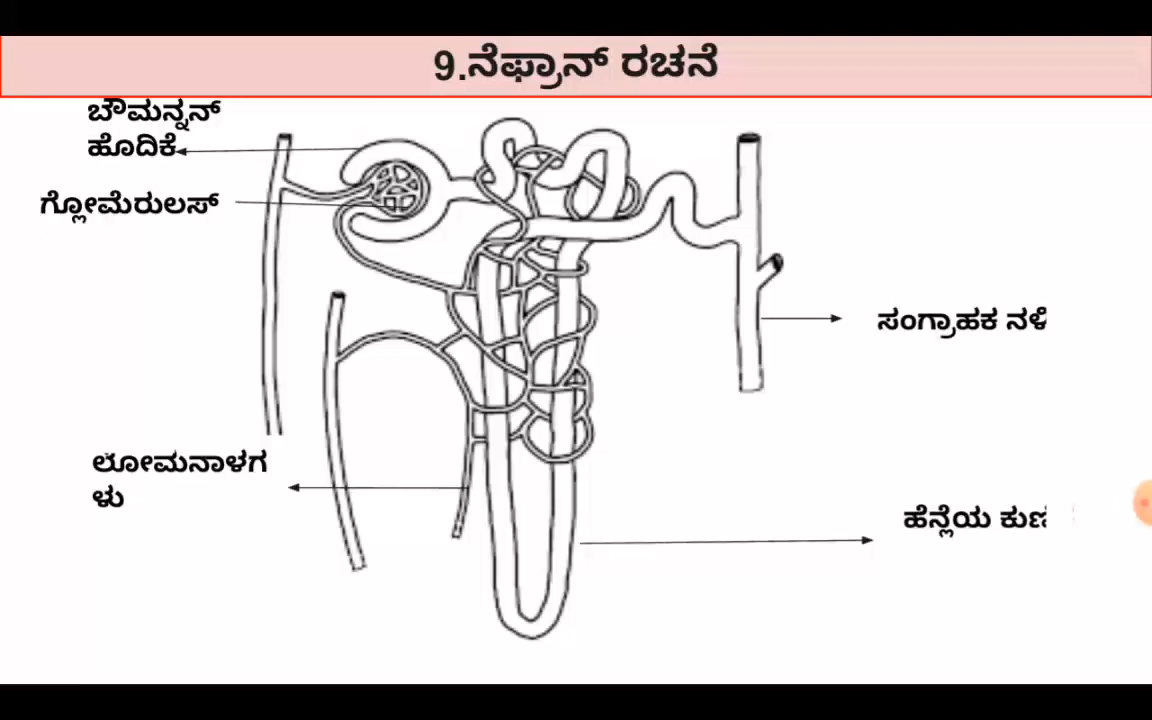 9.ನೆಫ್ರಾನ್ ರಚನೆ
ಬೌಮನ್ನನ್
ಹೊದಿಕೆ
ಗ್ಲೋಮೆರುಲಸ್
ಸಂಗ್ರಾಹಕ ನಳಿ
ಲೋಮನಾಳಗ
ಳು
ಹೆನ್ಲೆಯ